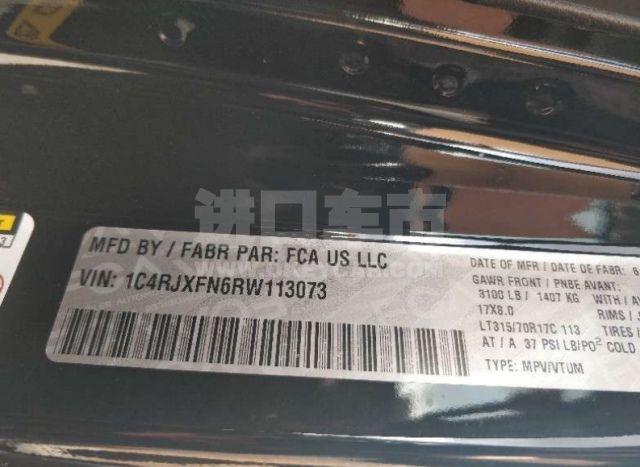 进口车市
MFD BY / FABR PAR: FCA US LLC
VIN: 1C4RJXFN6RW113073
DATE OF MFR / DATE DE FABR: 6
GAWR FRONT / PNBE AVANT:
3100 LB / 1407 KG WITH / AV
17X8.0 RIMS /
LT315/70R17C 113 TIRES /
AT / A 37 PSI LB/PO² COLD
TYPE: MPV/VTUM